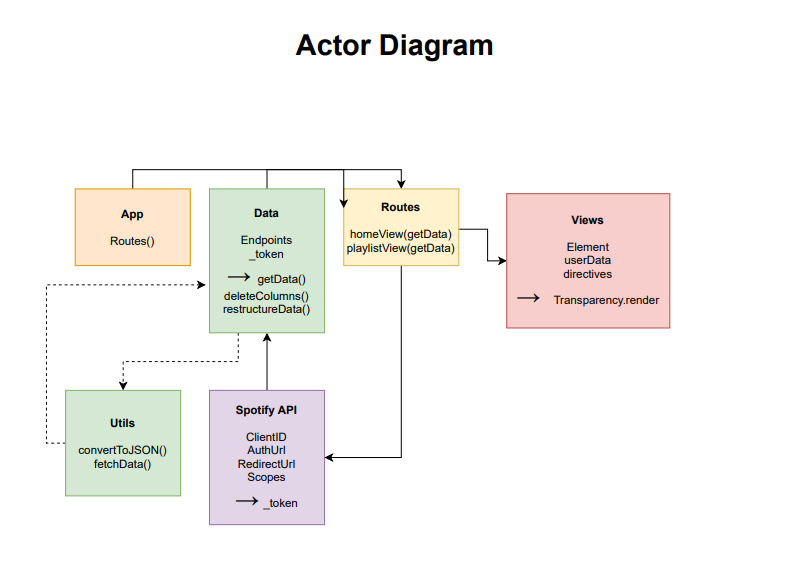 Actor Diagram
App
Routes()
Data
Endpoints
_token
getData()
deleteColumns()
restructureData()
Routes
homeView(getData)
playlistView(getData)
Views
Element
userData
directives
Transparency.render
Utils
convertToJSON()
fetchData()
Spotify API
ClientID
AuthUrl
RedirectUrl
Scopes
_token